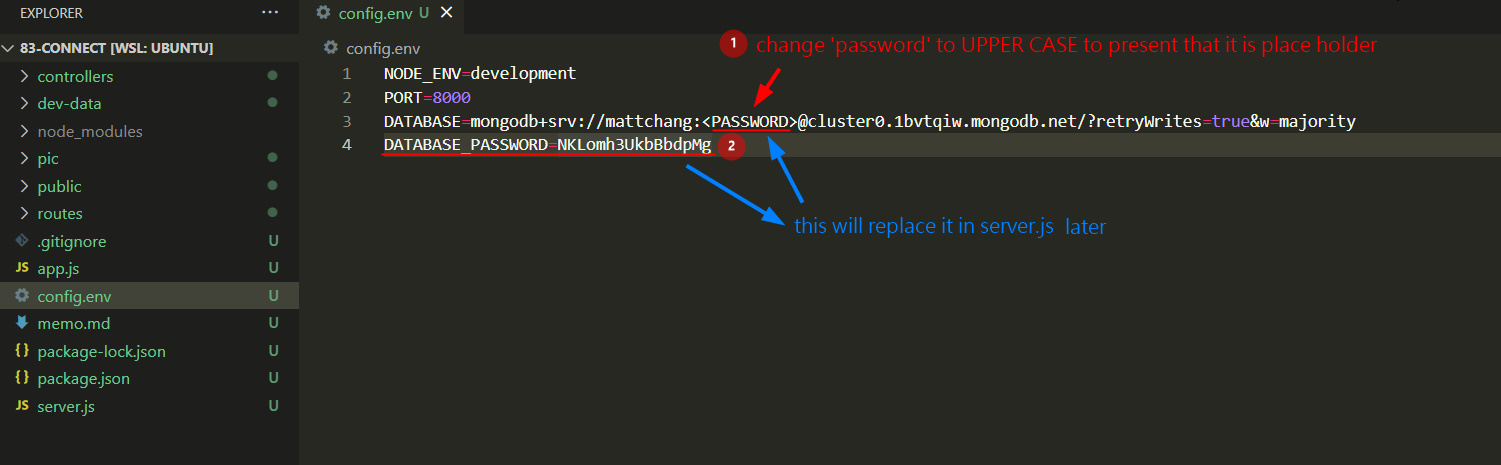 EXPLORER
config.env U
83-CONNECT [WSL: UBUNTU]
controllers
dev-data
node_modules
pic
public
routes
.gitignore U
JS app.js U
config.env U
memo.md U
{} package-lock.json U
{} package.json U
JS server.js U
config.env
1 change 'password' to UPPER CASE to present that it is place holder
1 NODE_ENV=development
2 PORT=8000
3 DATABASE=mongodb+srv://mattchang:<PASSWORD>@cluster0.1bvtqiw.mongodb.net/?retryWrites=true&w=majority
4 DATABASE_PASSWORD=NKLomh3UkbBbdpMg 2
this will replace it in server.js later